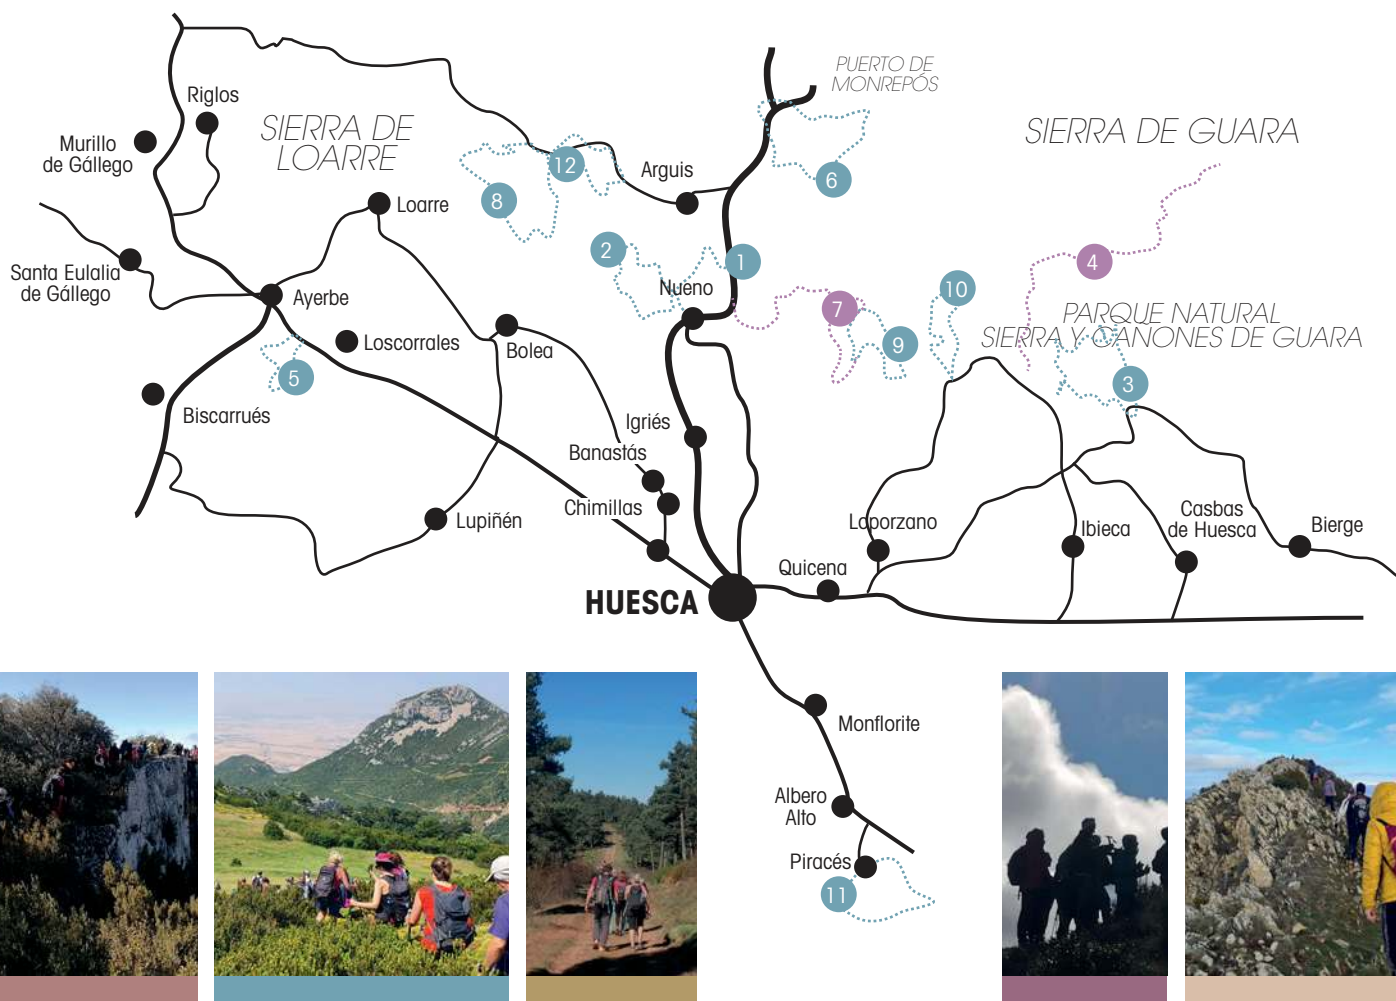 PUERTO DE
MONREPÓS
Riglos
SIERRA DE
LOARRE
SIERRA DE GUARA
Murillo
de Gállego
12
Arguis
6
8
Loarre
2
1
4
Santa Eulalia
de Gállego
Nueno
10
Ayerbe
7
PARQUE NATURAL
SIERRA Y CAÑONES DE GUARA
Loscorrales
Bolea
9
5
3
Biscarrués
Igriés
Banastás
Chimillas
Lupiñén
Loporzano
Ibieca
Casbas
de Huesca
Bierge
Quicena
HUESCA
Monflorite
Albero
Alto
Piracés
11